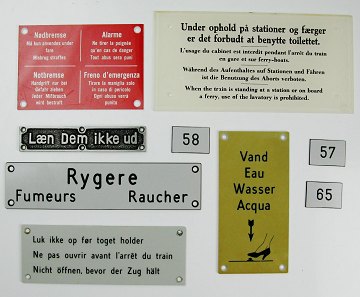 Nødbremse
Må kun anvendes under
fare
Misbrug straffes
Alarme
Ne tirer la poignée
qu'en cas de danger
Tout abus sera puni
Notbremse
Handgriff nur bei
Gefahr ziehen
Jeder Mißbrauch
wird bestraft
Freno d'emergenza
Tirare la maniglia solo
in caso di pericolo
Ogni abuso
sarà punito
Under ophold på stationer og færger
er det forbudt at benytte toilettet.
L'usage du cabinet est interdit pendant l'arrêt du train
en gare et sur ferry-boats.
Während des Aufenthaltes auf Stationen und Fähren
ist die Benutzung des Aborts verboten.
When the train is standing at a station or on board
a ferry, use of the lavatory is prohibited.
Læn Dem ikke ud
58
57
65
Rygere
Fumeurs Raucher
Vand
Eau
Wasser
Acqua
Luk ikke op før toget holder
Ne pas ouvrir avant l'arrêt du train
Nicht öffnen, bevor der Zug hält